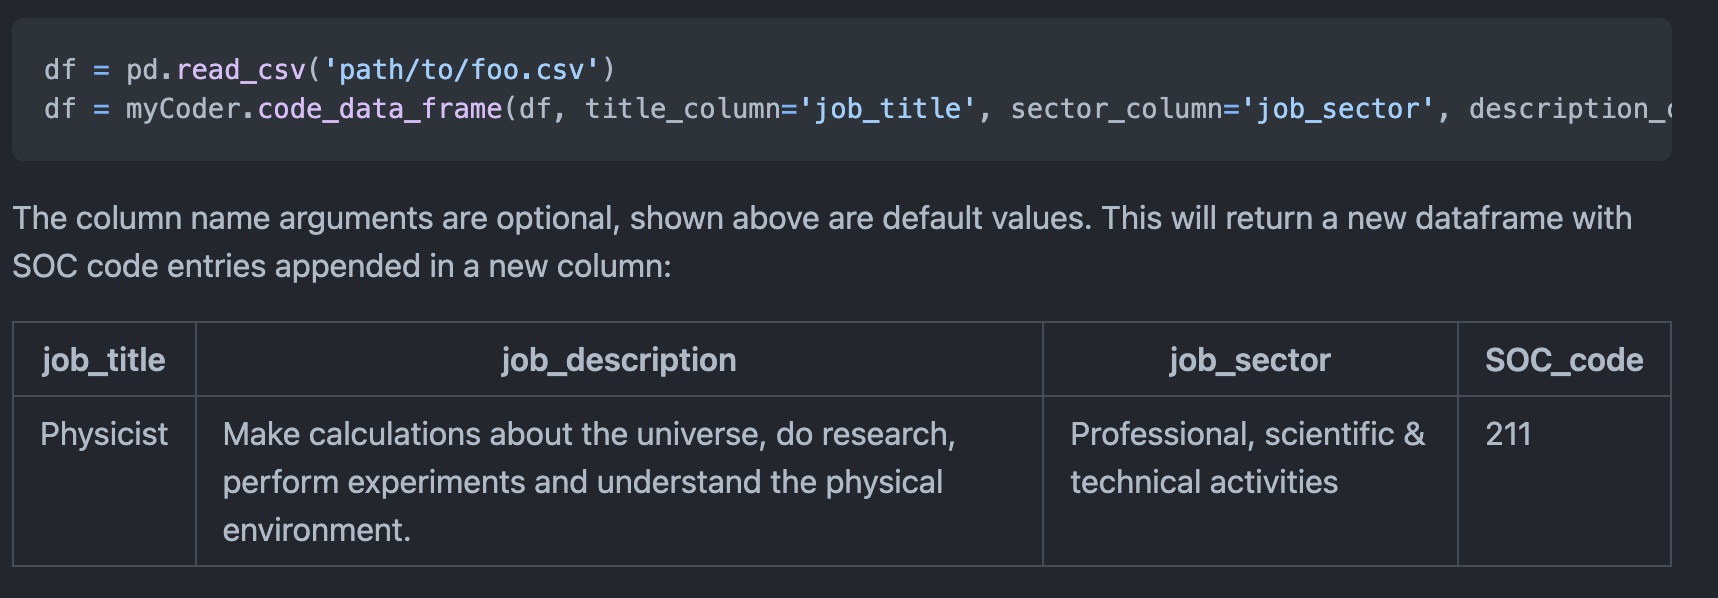 df = pd.read_csv('path/to/foo.csv')
df = myCoder.code_data_frame(df, title_column='job_title', sector_column='job_sector', description_
The column name arguments are optional, shown above are default values. This will return a new dataframe with
SOC code entries appended in a new column:
job_title job_description job_sector SOC_code
Physicist Make calculations about the universe, do research, Professional, scientific & 211
perform experiments and understand the physical technical activities
environment.